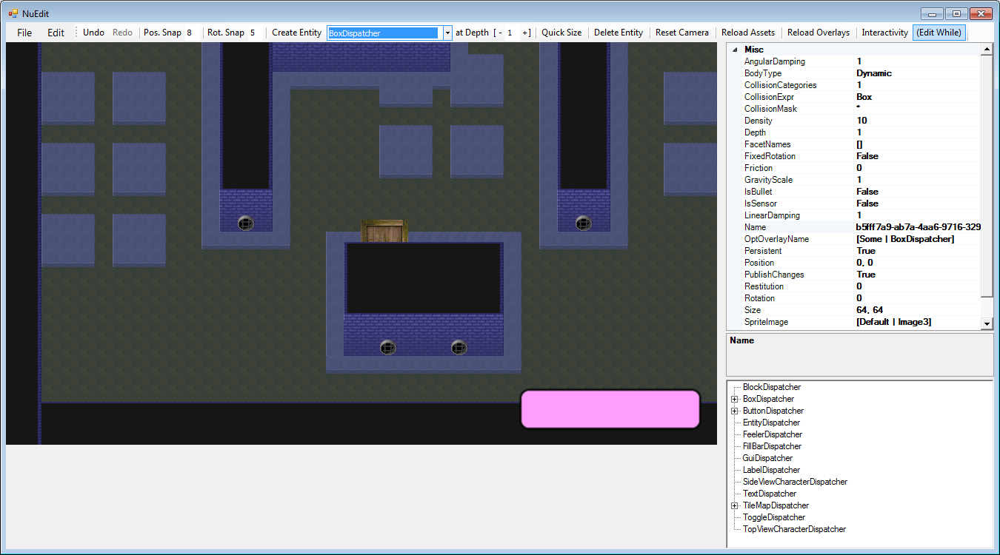 NuEdit
File Edit Undo Redo Pos. Snap 8 Rot. Snap 5 Create Entity BoxDispatcher at Depth [ - 1 +] Quick Size Delete Entity Reset Camera Reload Assets Reload Overlays Interactivity (Edit While)
Misc
AngularDamping 1
BodyType Dynamic
CollisionCategories 1
CollisionExpr Box
CollisionMask *
Density 10
Depth 1
FacetNames []
FixedRotation False
Friction 0
GravityScale 1
IsBullet False
IsSensor False
LinearDamping 1
Name b5fff7a9-ab7a-4aa6-9716-329
OptOverlayName [Some | BoxDispatcher]
Persistent True
Position 0, 0
PublishChanges True
Restitution 0
Rotation 0
Size 64, 64
SpriteImage [Default | Image3]
Name
BlockDispatcher
BoxDispatcher
ButtonDispatcher
EntityDispatcher
FeelerDispatcher
FillBarDispatcher
GuiDispatcher
LabelDispatcher
SideViewCharacterDispatcher
TextDispatcher
TileMapDispatcher
ToggleDispatcher
TopViewCharacterDispatcher